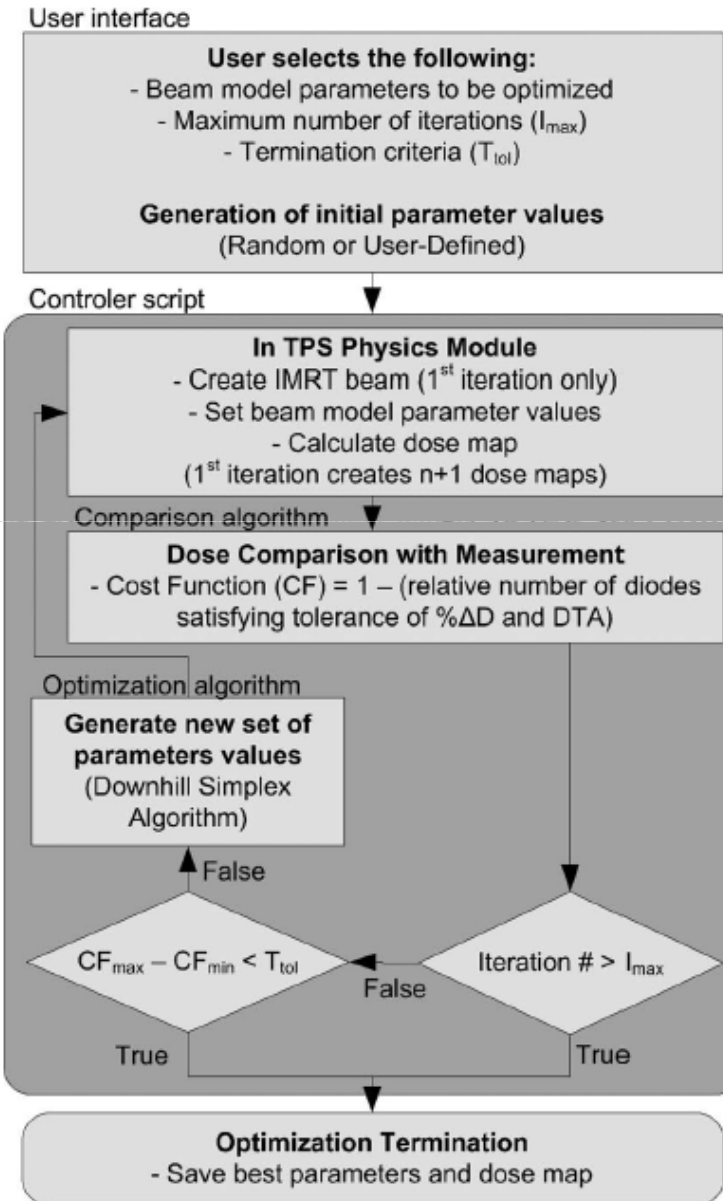 User interface
User selects the following:
- Beam model parameters to be optimized
- Maximum number of iterations (Imax)
- Termination criteria (Ttol)
Generation of initial parameter values
(Random or User-Defined)
Controler script
In TPS Physics Module
- Create IMRT beam (1st iteration only)
- Set beam model parameter values
- Calculate dose map
(1st iteration creates n+1 dose maps)
Comparison algorithm
Dose Comparison with Measurement
- Cost Function (CF) = 1 – (relative number of diodes
satisfying tolerance of %ΔD and DTA)
Optimization algorithm
Generate new set of
parameters values
(Downhill Simplex
Algorithm)
False
CFmax – CFmin < Ttol
False
Iteration # > Imax
True
True
Optimization Termination
- Save best parameters and dose map